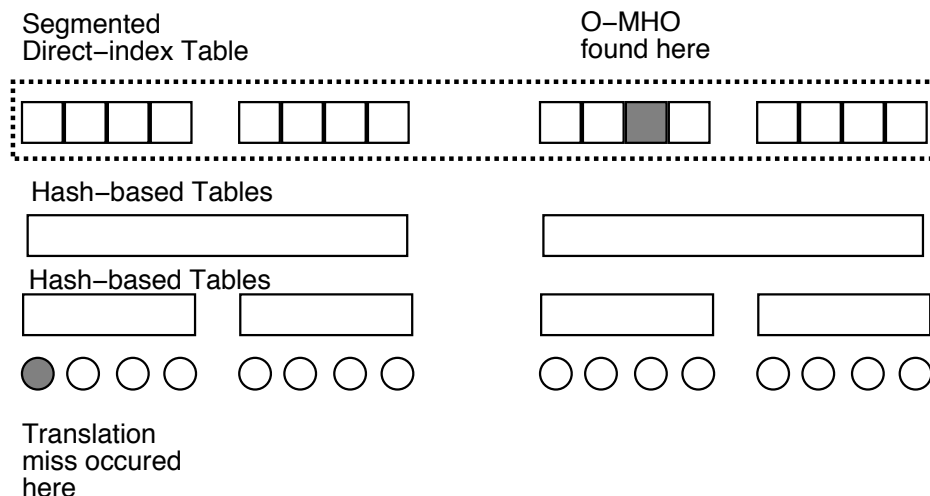 Segmented
Direct−index Table
O−MHO
found here
Hash−based Tables
Hash−based Tables
Translation
miss occured
here